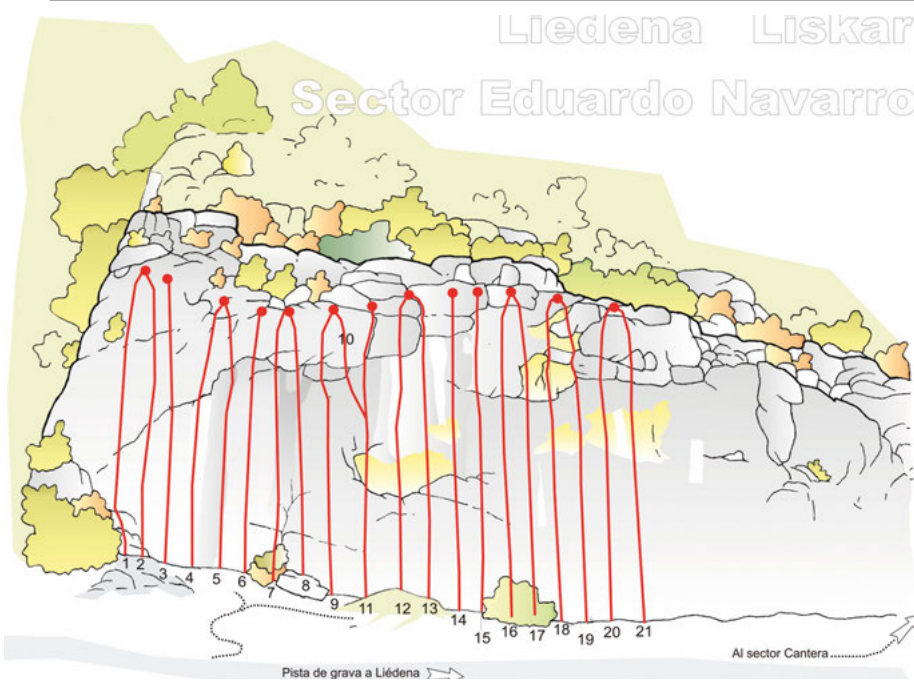 Liedena Liskar
Sector Eduardo Navarro
10
1 2 3 4 5 6 7 8 9 11 12 13 14 15 16 17 18 19 20 21
Al sector Cantera
Pista de grava a Liédena